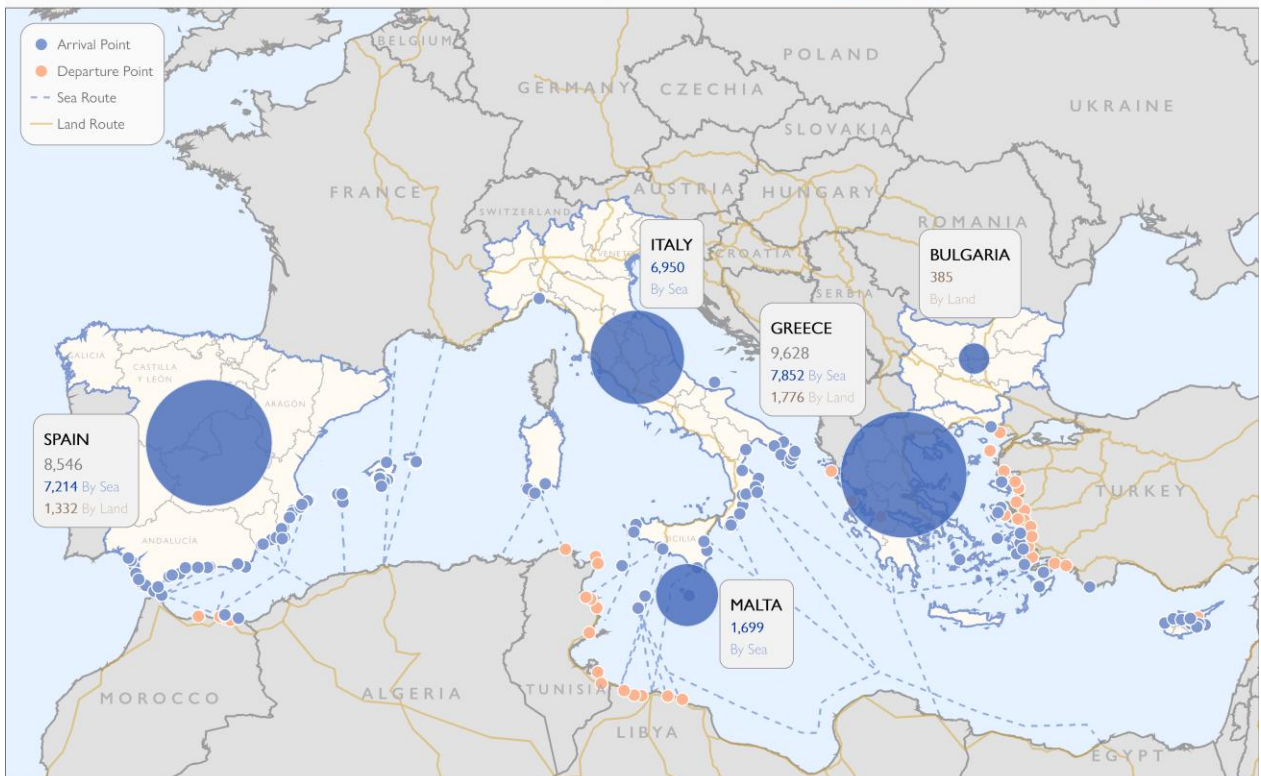 Arrival Point
Departure Point
Sea Route
Land Route
BELGIUM
POLAND
GERMANY
CZECHIA
UKRAINE
SLOVAKIA
FRANCE
AUSTRIA
HUNGARY
SWITZERLAND
ROMANIA
ITALY
6,950
By Sea
VENETO
CROATIA
BULGARIA
385
By Land
SERBIA
GREECE
9,628
7,852 By Sea
1,776 By Land
GALICIA
CASTILLA
Y LEÓN
ARAGÓN
SPAIN
8,546
7,214 By Sea
1,332 By Land
ANDALUCÍA
TURKEY
SICILIA
MALTA
1,699
By Sea
MOROCCO
ALGERIA
TUNISIA
LIBYA
EGYPT